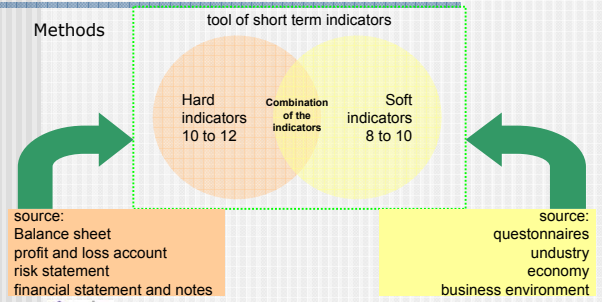 Methods
tool of short term indicators
Hard
indicators
10 to 12
Combination
of the
indicators
Soft
indicators
8 to 10
source:
Balance sheet
profit and loss account
risk statement
financial statement and notes
source:
questonnaires
undustry
economy
business environment